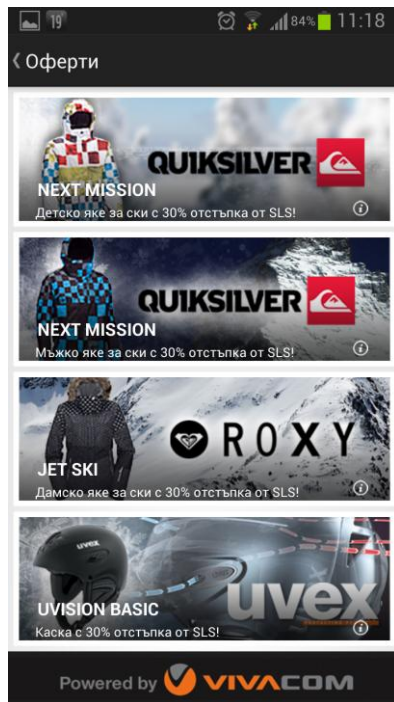 19 84% 11:18
Оферти
QUIKSILVER
NEXT MISSION
Детско яке за ски с 30% отстъпка от SLS!
QUIKSILVER
NEXT MISSION
Мъжко яке за ски с 30% отстъпка от SLS!
ROXY
JET SKI
Дамско яке за ски с 30% отстъпка от SLS!
uvex
uvex
UVISION BASIC
Каска с 30% отстъпка от SLS!
Powered by VIVACOM